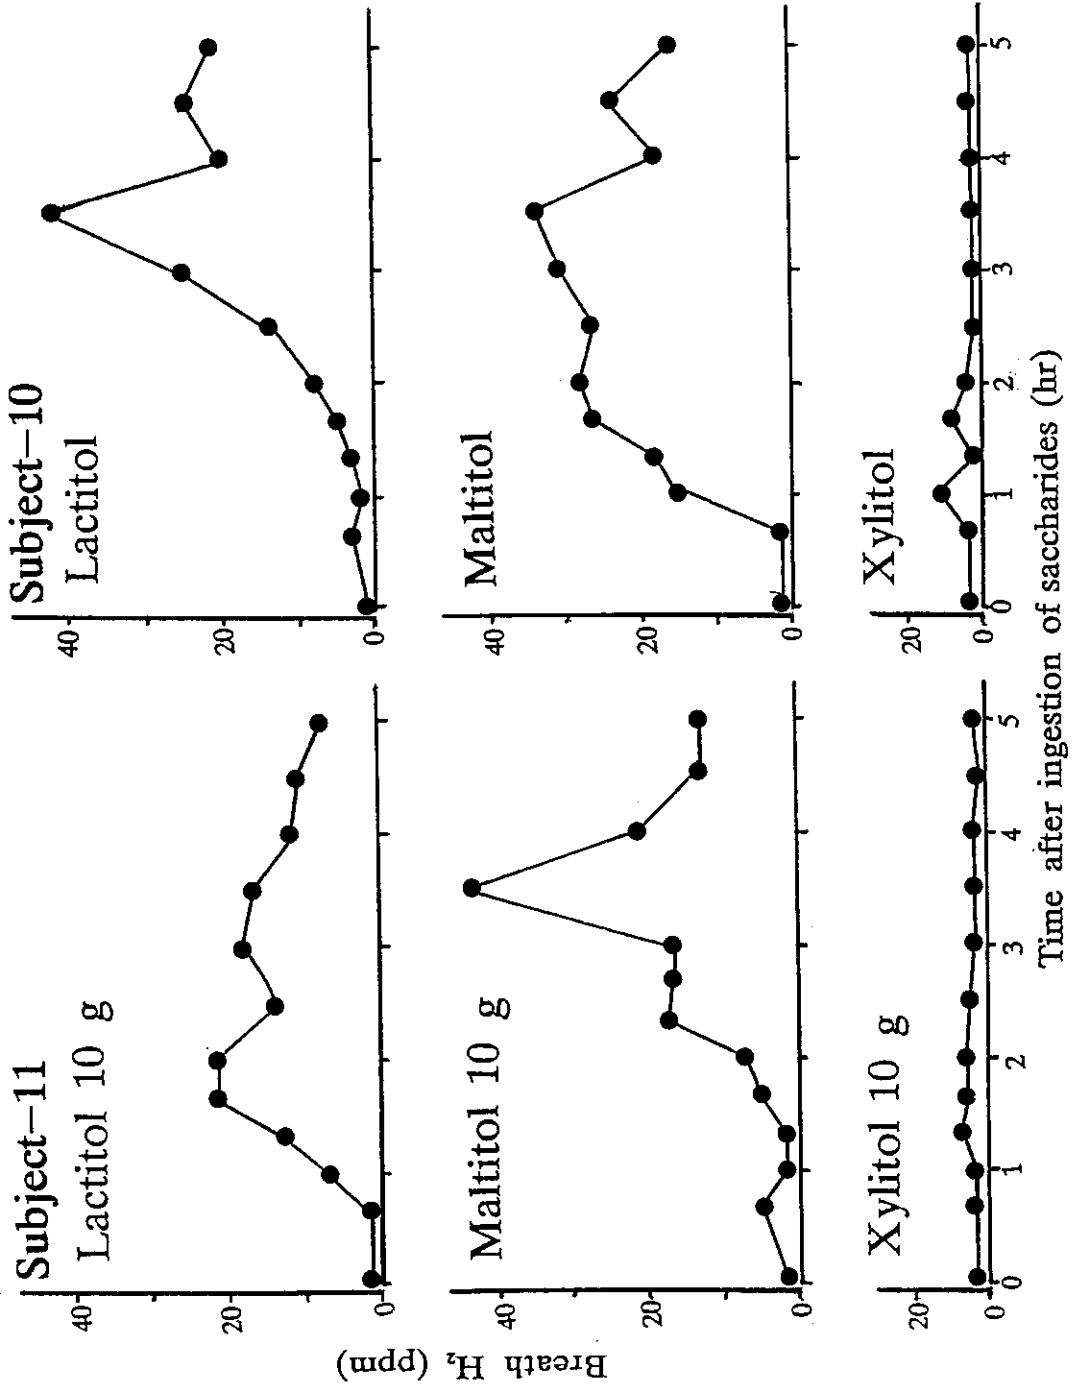 Subject-11
Lactitol 10 g
40
20
0
Subject-10
Lactitol
40
20
0
Maltitol 10 g
40
20
0
Maltitol
40
20
0
Xylitol 10 g
20
0
0 1 2 3 4 5
Xylitol
20
0
0 1 2 3 4 5
Breath H₂ (ppm)
Time after ingestion of saccharides (hr)